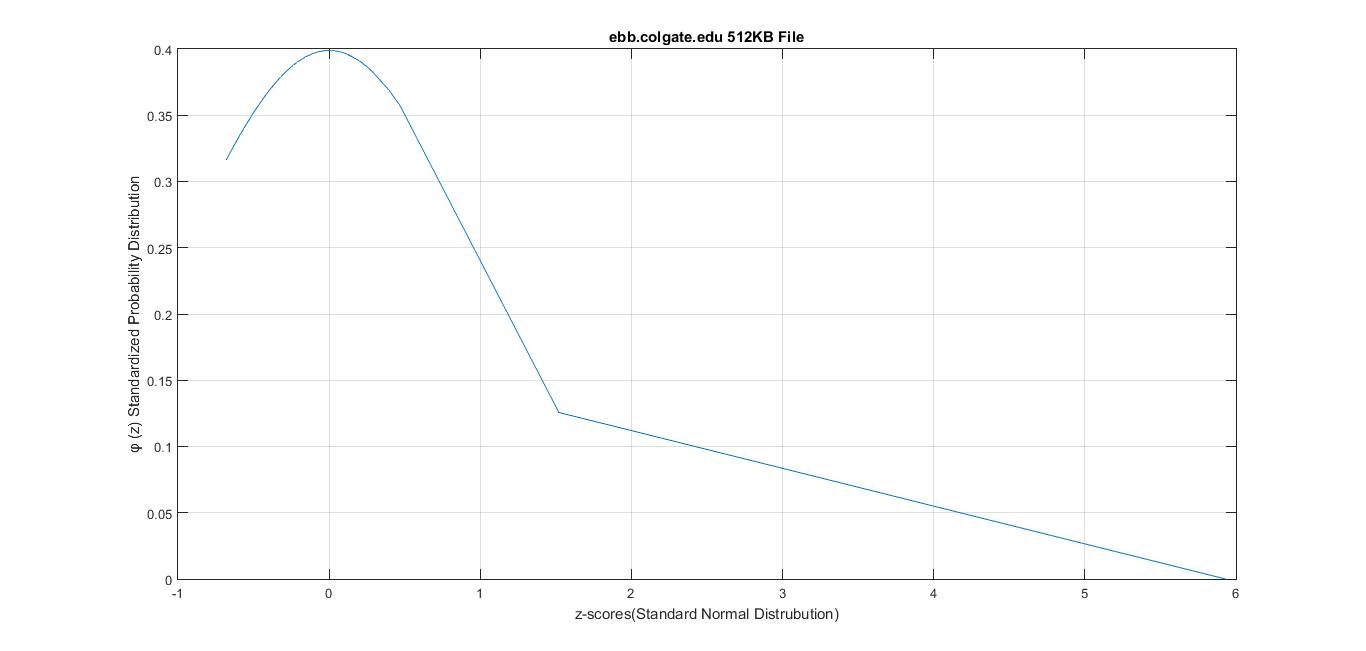 ebb.colgate.edu 512KB File
φ (z) Standardized Probability Distribution
0.4
0.35
0.3
0.25
0.2
0.15
0.1
0.05
0
-1 0 1 2 3 4 5 6
z-scores(Standard Normal Distrubution)